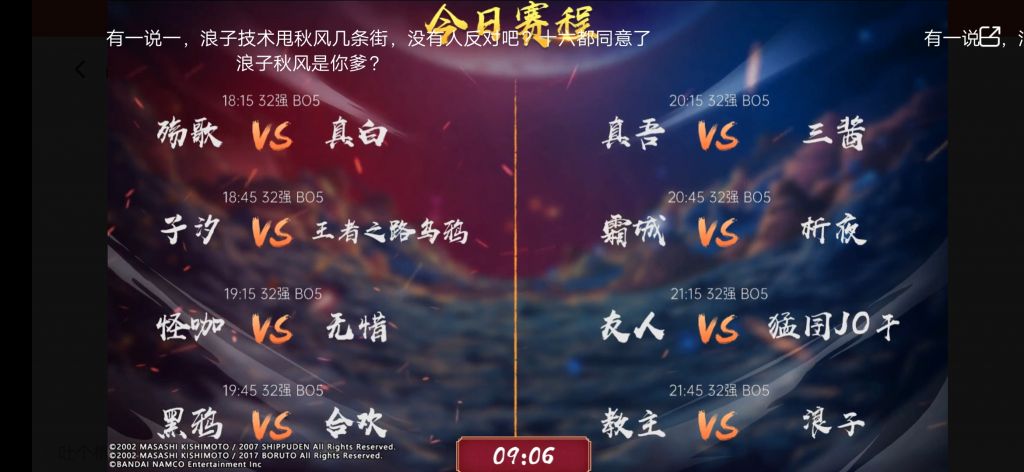 今日赛程
有一说一，浪子技术甩秋风几条街，没有人反对吧，十六都同意了
浪子秋风是你爹？
有一说
18:15 32强 BO5
殇歌 VS 真白
18:45 32强 BO5
子汐 VS 王者之路乌鸦
19:15 32强 BO5
怪咖 VS 无惜
19:45 32强 BO5
黑鸦 VS 合欢
20:15 32强 BO5
真吾 VS 三酱
20:45 32强 BO5
霸城 VS 析夜
21:15 32强 BO5
友人 VS 猛团JO干
21:45 32强 BO5
教主 VS 浪子
©2002 MASASHI KISHIMOTO / 2007 SHIPPUDEN All Rights Reserved.
©2002 MASASHI KISHIMOTO / 2017 BORUTO All Rights Reserved.
©BANDAI NAMCO Entertainment Inc
09:06